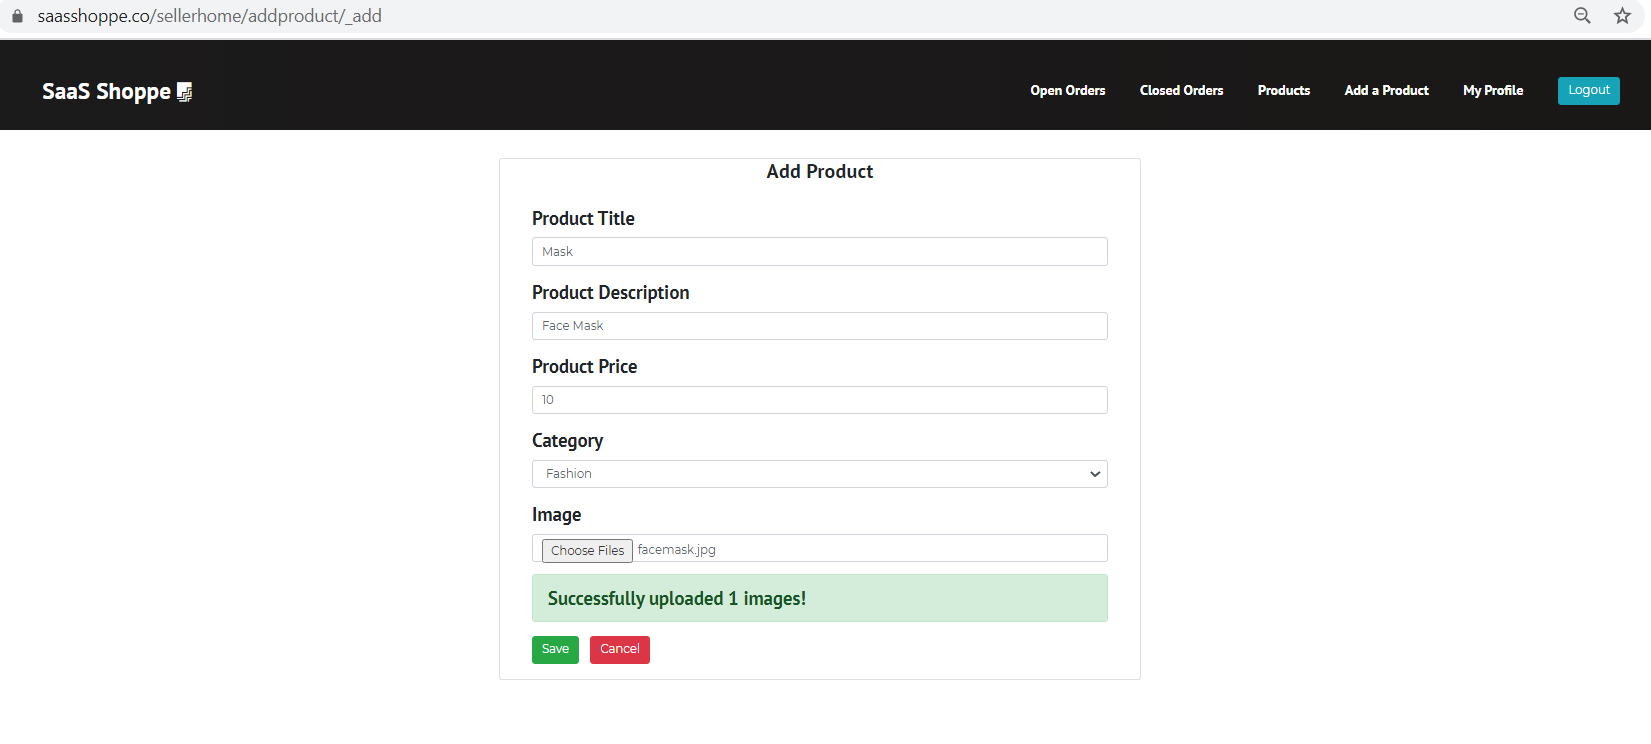 saasshoppe.co/sellerhome/addproduct/_add
SaaS Shoppe
Open Orders Closed Orders Products Add a Product My Profile Logout
Add Product
Product Title
Mask
Product Description
Face Mask
Product Price
10
Category
Fashion
Image
Choose Files facemask.jpg
Successfully uploaded 1 images!
Save Cancel